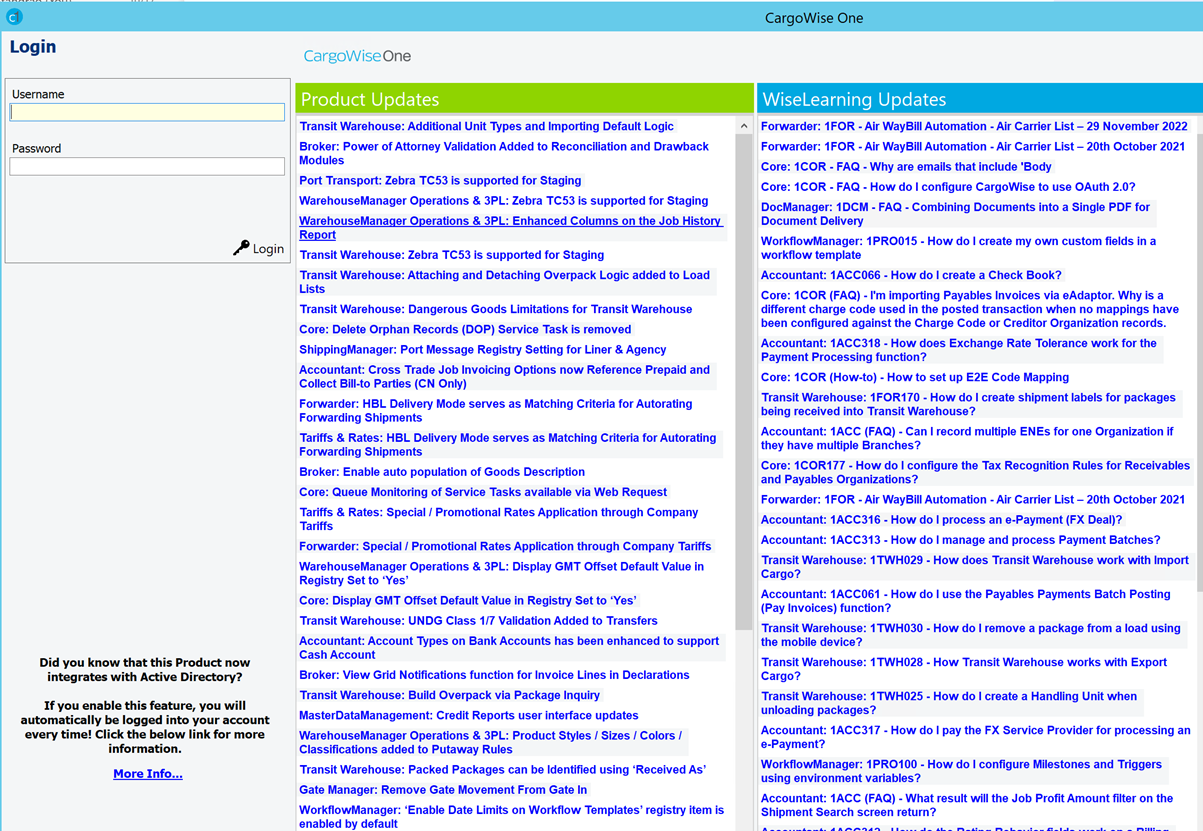 CargoWise One
Login
Username
Password
Login
Did you know that this Product now
integrates with Active Directory?
If you enable this feature, you will
automatically be logged into your account
every time! Click the below link for more
information.
More Info...
CargoWiseOne
Product Updates
Transit Warehouse: Additional Unit Types and Importing Default Logic
Broker: Power of Attorney Validation Added to Reconciliation and Drawback
Modules
Port Transport: Zebra TC53 is supported for Staging
WarehouseManager Operations & 3PL: Zebra TC53 is supported for Staging
WarehouseManager Operations & 3PL: Enhanced Columns on the Job History
Report
Transit Warehouse: Zebra TC53 is supported for Staging
Transit Warehouse: Attaching and Detaching Overpack Logic added to Load
Lists
Transit Warehouse: Dangerous Goods Limitations for Transit Warehouse
Core: Delete Orphan Records (DOP) Service Task is removed
ShippingManager: Port Message Registry Setting for Liner & Agency
Accountant: Cross Trade Job Invoicing Options now Reference Prepaid and
Collect Bill-to Parties (CN Only)
Forwarder: HBL Delivery Mode serves as Matching Criteria for Autorating
Forwarding Shipments
Tariffs & Rates: HBL Delivery Mode serves as Matching Criteria for Autorating
Forwarding Shipments
Broker: Enable auto population of Goods Description
Core: Queue Monitoring of Service Tasks available via Web Request
Tariffs & Rates: Special / Promotional Rates Application through Company
Tariffs
Forwarder: Special / Promotional Rates Application through Company Tariffs
WarehouseManager Operations & 3PL: Display GMT Offset Default Value in
Registry Set to ‘Yes’
Core: Display GMT Offset Default Value in Registry Set to ‘Yes’
Transit Warehouse: UNDG Class 1/7 Validation Added to Transfers
Accountant: Account Types on Bank Accounts has been enhanced to support
Cash Account
Broker: View Grid Notifications function for Invoice Lines in Declarations
Transit Warehouse: Build Overpack via Package Inquiry
MasterDataManagement: Credit Reports user interface updates
WarehouseManager Operations & 3PL: Product Styles / Sizes / Colors /
Classifications added to Putaway Rules
Transit Warehouse: Packed Packages can be Identified using ‘Received As’
Gate Manager: Remove Gate Movement From Gate In
WorkflowManager: ‘Enable Date Limits on Workflow Templates’ registry item is
enabled by default
WiseLearning Updates
Forwarder: 1FOR - Air WayBill Automation - Air Carrier List – 29 November 2022
Forwarder: 1FOR - Air WayBill Automation - Air Carrier List – 20th October 2021
Core: 1COR - FAQ - Why are emails that include 'Body
Core: 1COR - FAQ - How do I configure CargoWise to use OAuth 2.0?
DocManager: 1DCM - FAQ - Combining Documents into a Single PDF for
Document Delivery
WorkflowManager: 1PRO015 - How do I create my own custom fields in a
workflow template
Accountant: 1ACC066 - How do I create a Check Book?
Core: 1COR (FAQ) - I'm importing Payables Invoices via eAdaptor. Why is a
different charge code used in the posted transaction when no mappings have
been configured against the Charge Code or Creditor Organization records.
Accountant: 1ACC318 - How does Exchange Rate Tolerance work for the
Payment Processing function?
Core: 1COR (How-to) - How to set up E2E Code Mapping
Transit Warehouse: 1FOR170 - How do I create shipment labels for packages
being received into Transit Warehouse?
Accountant: 1ACC (FAQ) - Can I record multiple ENEs for one Organization if
they have multiple Branches?
Core: 1COR177 - How do I configure the Tax Recognition Rules for Receivables
and Payables Organizations?
Forwarder: 1FOR - Air WayBill Automation - Air Carrier List – 20th October 2021
Accountant: 1ACC316 - How do I process an e-Payment (FX Deal)?
Accountant: 1ACC313 - How do I manage and process Payment Batches?
Transit Warehouse: 1TWH029 - How does Transit Warehouse work with Import
Cargo?
Accountant: 1ACC061 - How do I use the Payables Payments Batch Posting
(Pay Invoices) function?
Transit Warehouse: 1TWH030 - How do I remove a package from a load using
the mobile device?
Transit Warehouse: 1TWH028 - How Transit Warehouse works with Export
Cargo?
Transit Warehouse: 1TWH025 - How do I create a Handling Unit when
unloading packages?
Accountant: 1ACC317 - How do I pay the FX Service Provider for processing an
e-Payment?
WorkflowManager: 1PRO100 - How do I configure Milestones and Triggers
using environment variables?
Accountant: 1ACC (FAQ) - What result will the Job Profit Amount filter on the
Shipment Search screen return?